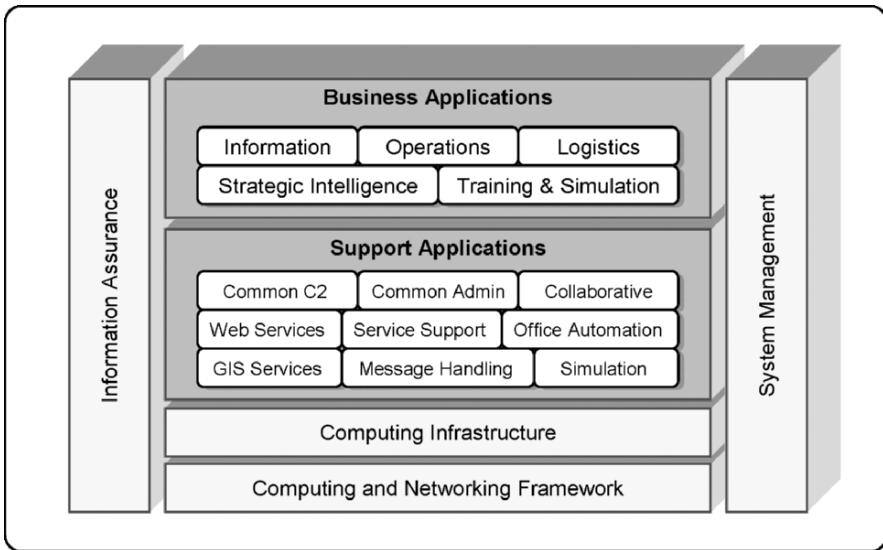 Information Assurance
Business Applications
Information
Operations
Logistics
Strategic Intelligence
Training & Simulation
Support Applications
Common C2
Common Admin
Collaborative
Web Services
Service Support
Office Automation
GIS Services
Message Handling
Simulation
Computing Infrastructure
Computing and Networking Framework
System Management